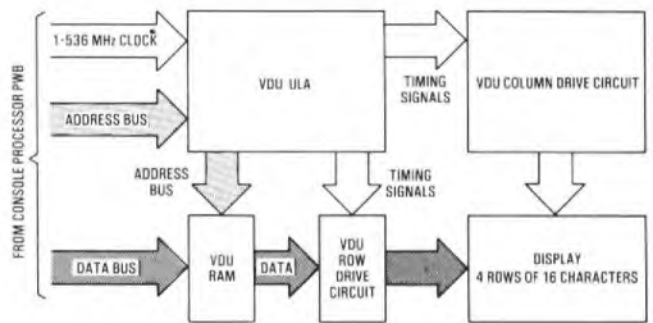 FROM CONSOLE PROCESSOR PWB
1-536 MHz CLOCK
ADDRESS BUS
DATA BUS
VDU ULA
TIMING
SIGNALS
VDU COLUMN DRIVE CIRCUIT
ADDRESS
BUS
TIMING
SIGNALS
VDU
RAM
DATA
VDU
ROW
DRIVE
CIRCUIT
DISPLAY
4 ROWS OF 16 CHARACTERS